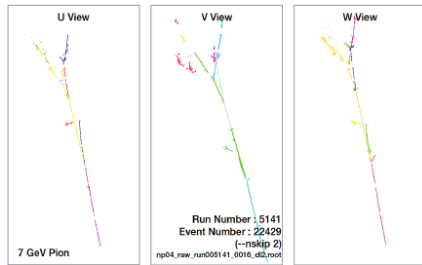 U View
V View
W View
7 GeV Pion
Run Number : 5141
Event Number : 22429
(--nskip 2)
np04_raw_run005141_0016_dl2.root